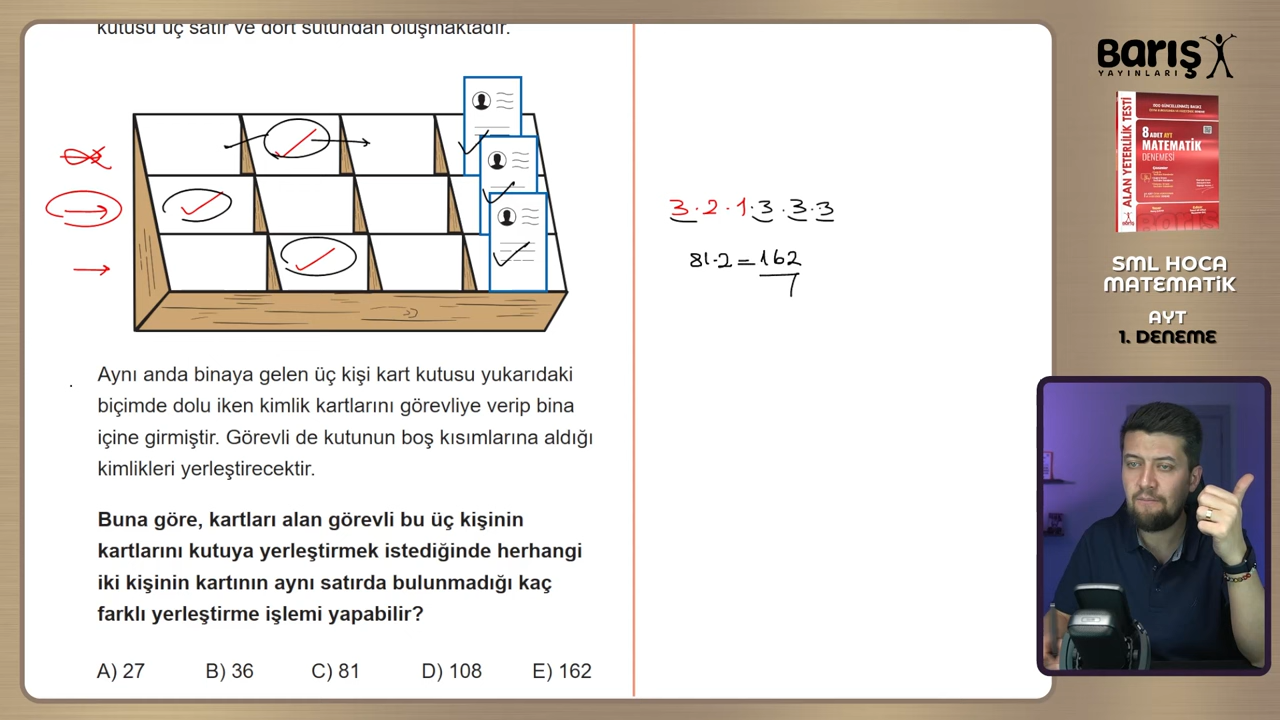 kutusu üç satır ve dört sütundan oluşmaktadır.
3·2·1·3·3·3
81·2=162
Aynı anda binaya gelen üç kişi kart kutusu yukarıdaki
biçimde dolu iken kimlik kartlarını görevliye verip bina
içine girmiştir. Görevli de kutunun boş kısımlarına aldığı
kimlikleri yerleştirecektir.
Buna göre, kartları alan görevli bu üç kişinin
kartlarını kutuya yerleştirmek istediğinde herhangi
iki kişinin kartının aynı satırda bulunmadığı kaç
farklı yerleştirme işlemi yapabilir?
A) 27 B) 36 C) 81 D) 108 E) 162
Barış
YAYINLARI
ALAN YETERLİLİK TESTİ
8 ADET AYT
MATEMATİK
DENEMESİ
SML HOCA
MATEMATİK
AYT
1. DENEME